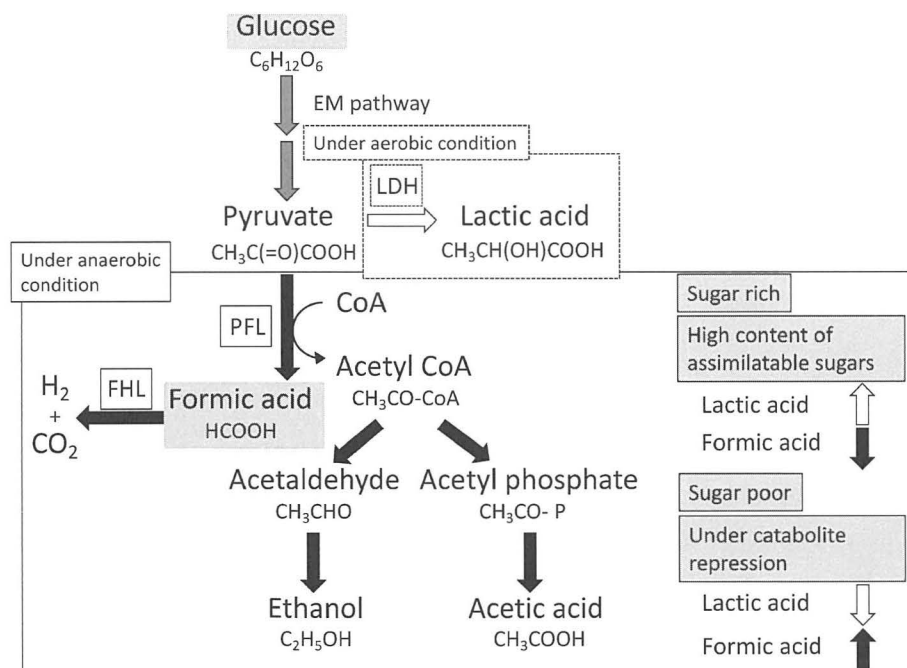 Glucose
C₆H₁₂O₆
EM pathway
Under aerobic condition
LDH
Pyruvate
CH₃C(=O)COOH
Lactic acid
CH₃CH(OH)COOH
Under anaerobic
condition
PFL
CoA
Acetyl CoA
CH₃CO-CoA
FHL
H₂
+
CO₂
Formic acid
HCOOH
Acetaldehyde
CH₃CHO
Acetyl phosphate
CH₃CO- P
Ethanol
C₂H₅OH
Acetic acid
CH₃COOH
Sugar rich
High content of
assimilatable sugars
Lactic acid
Formic acid
Sugar poor
Under catabolite
repression
Lactic acid
Formic acid